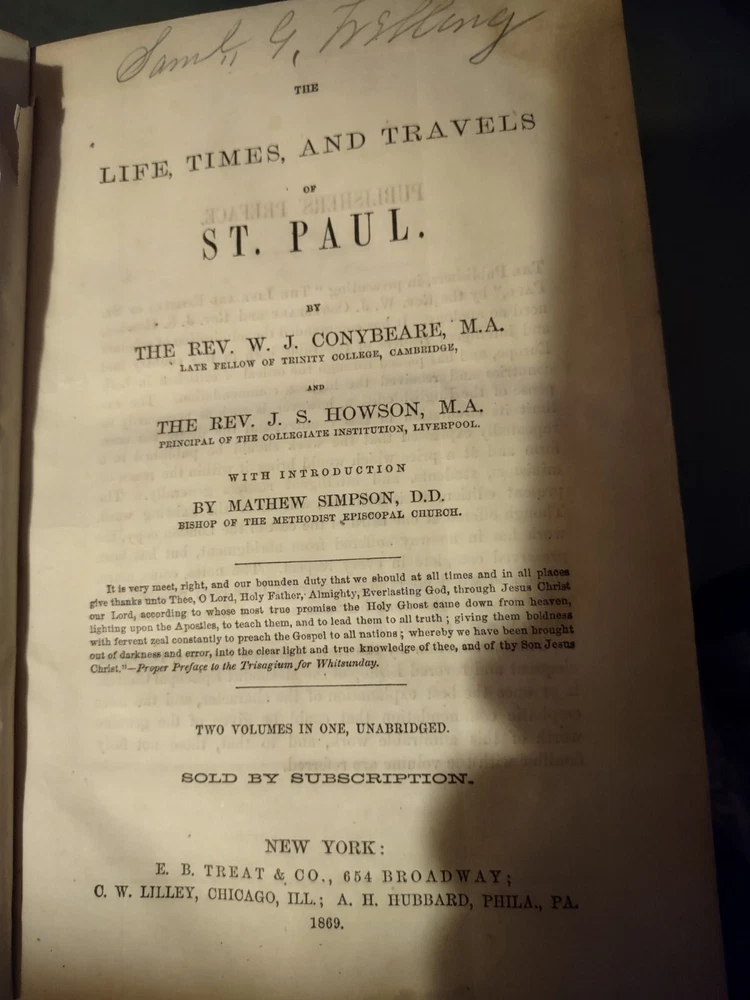 Saml. G. Welling
THE
LIFE, TIMES, AND TRAVELS
OF
ST. PAUL.
BY
THE REV. W. J. CONYBEARE, M.A.
LATE FELLOW OF TRINITY COLLEGE, CAMBRIDGE,
AND
THE REV. J. S. HOWSON, M.A.
PRINCIPAL OF THE COLLEGIATE INSTITUTION, LIVERPOOL.
WITH INTRODUCTION
BY MATHEW SIMPSON, D.D.
BISHOP OF THE METHODIST EPISCOPAL CHURCH.
It is very meet, right, and our bounden duty that we should at all times and in all places
give thanks unto Thee, O Lord, Holy Father, Almighty, Everlasting God, through Jesus Christ
our Lord, according to whose most true promise the Holy Ghost came down from heaven,
lighting upon the Apostles, to teach them, and to lead them to all truth; giving them boldness
with fervent zeal constantly to preach the Gospel to all nations; whereby we have been brought
out of darkness and error, into the clear light and true knowledge of thee, and of thy Son Jesus
Christ."—Proper Preface to the Trisagium for Whitsunday.
TWO VOLUMES IN ONE, UNABRIDGED.
SOLD BY SUBSCRIPTION.
NEW YORK:
E. B. TREAT & CO., 654 BROADWAY;
C. W. LILLEY, CHICAGO, ILL.; A. H. HUBBARD, PHILA., PA.
1869.